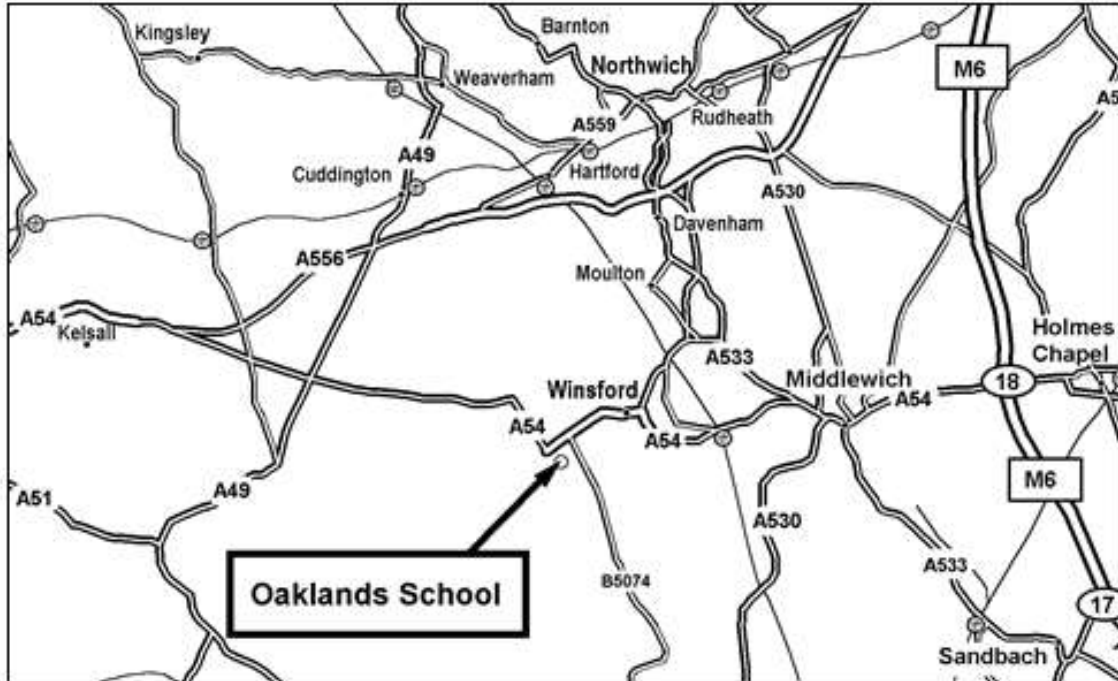 Kingsley
Barnton
Northwich
Weaverham
M6
A559
Rudheath
A49
Cuddington
Hartford
A530
Davenham
A556
Moulton
A54
Kelsall
Holmes
Chapel
A533
Winsford
Middlewich
18
A54
A54
A54
M6
A51
A49
A530
A533
B5074
Oaklands School
17
Sandbach